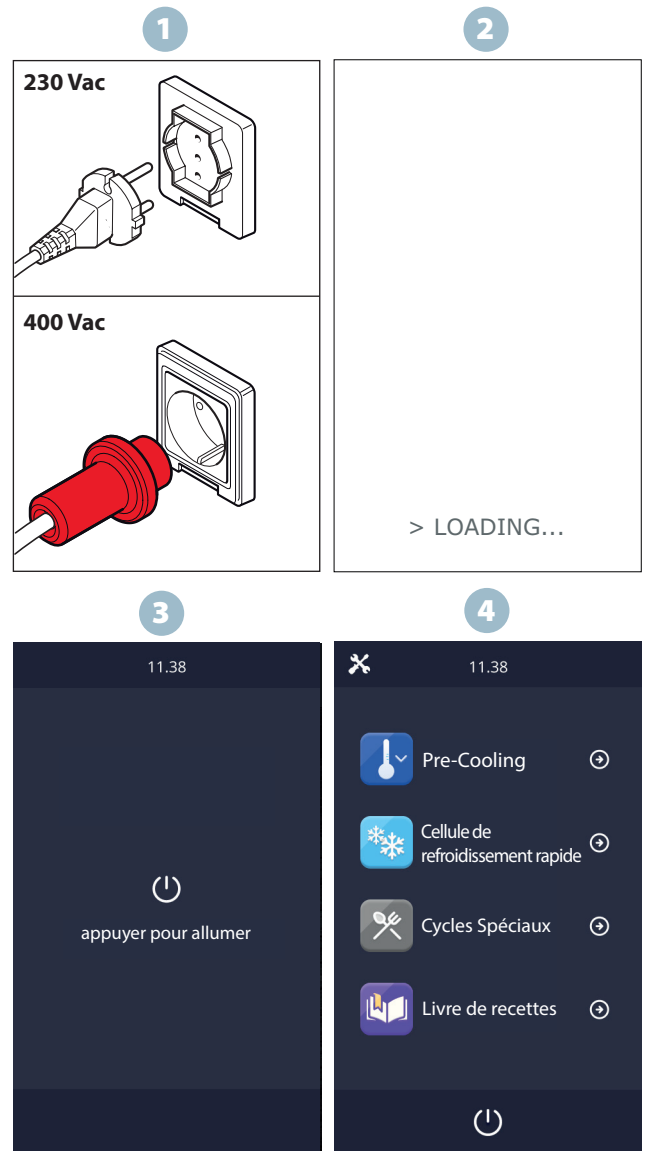 1
2
230 Vac
400 Vac
> LOADING...
3
4
11.38
appuyer pour allumer
11.38
Pre-Cooling
Cellule de
refroidissement rapide
Cycles Spéciaux
Livre de recettes